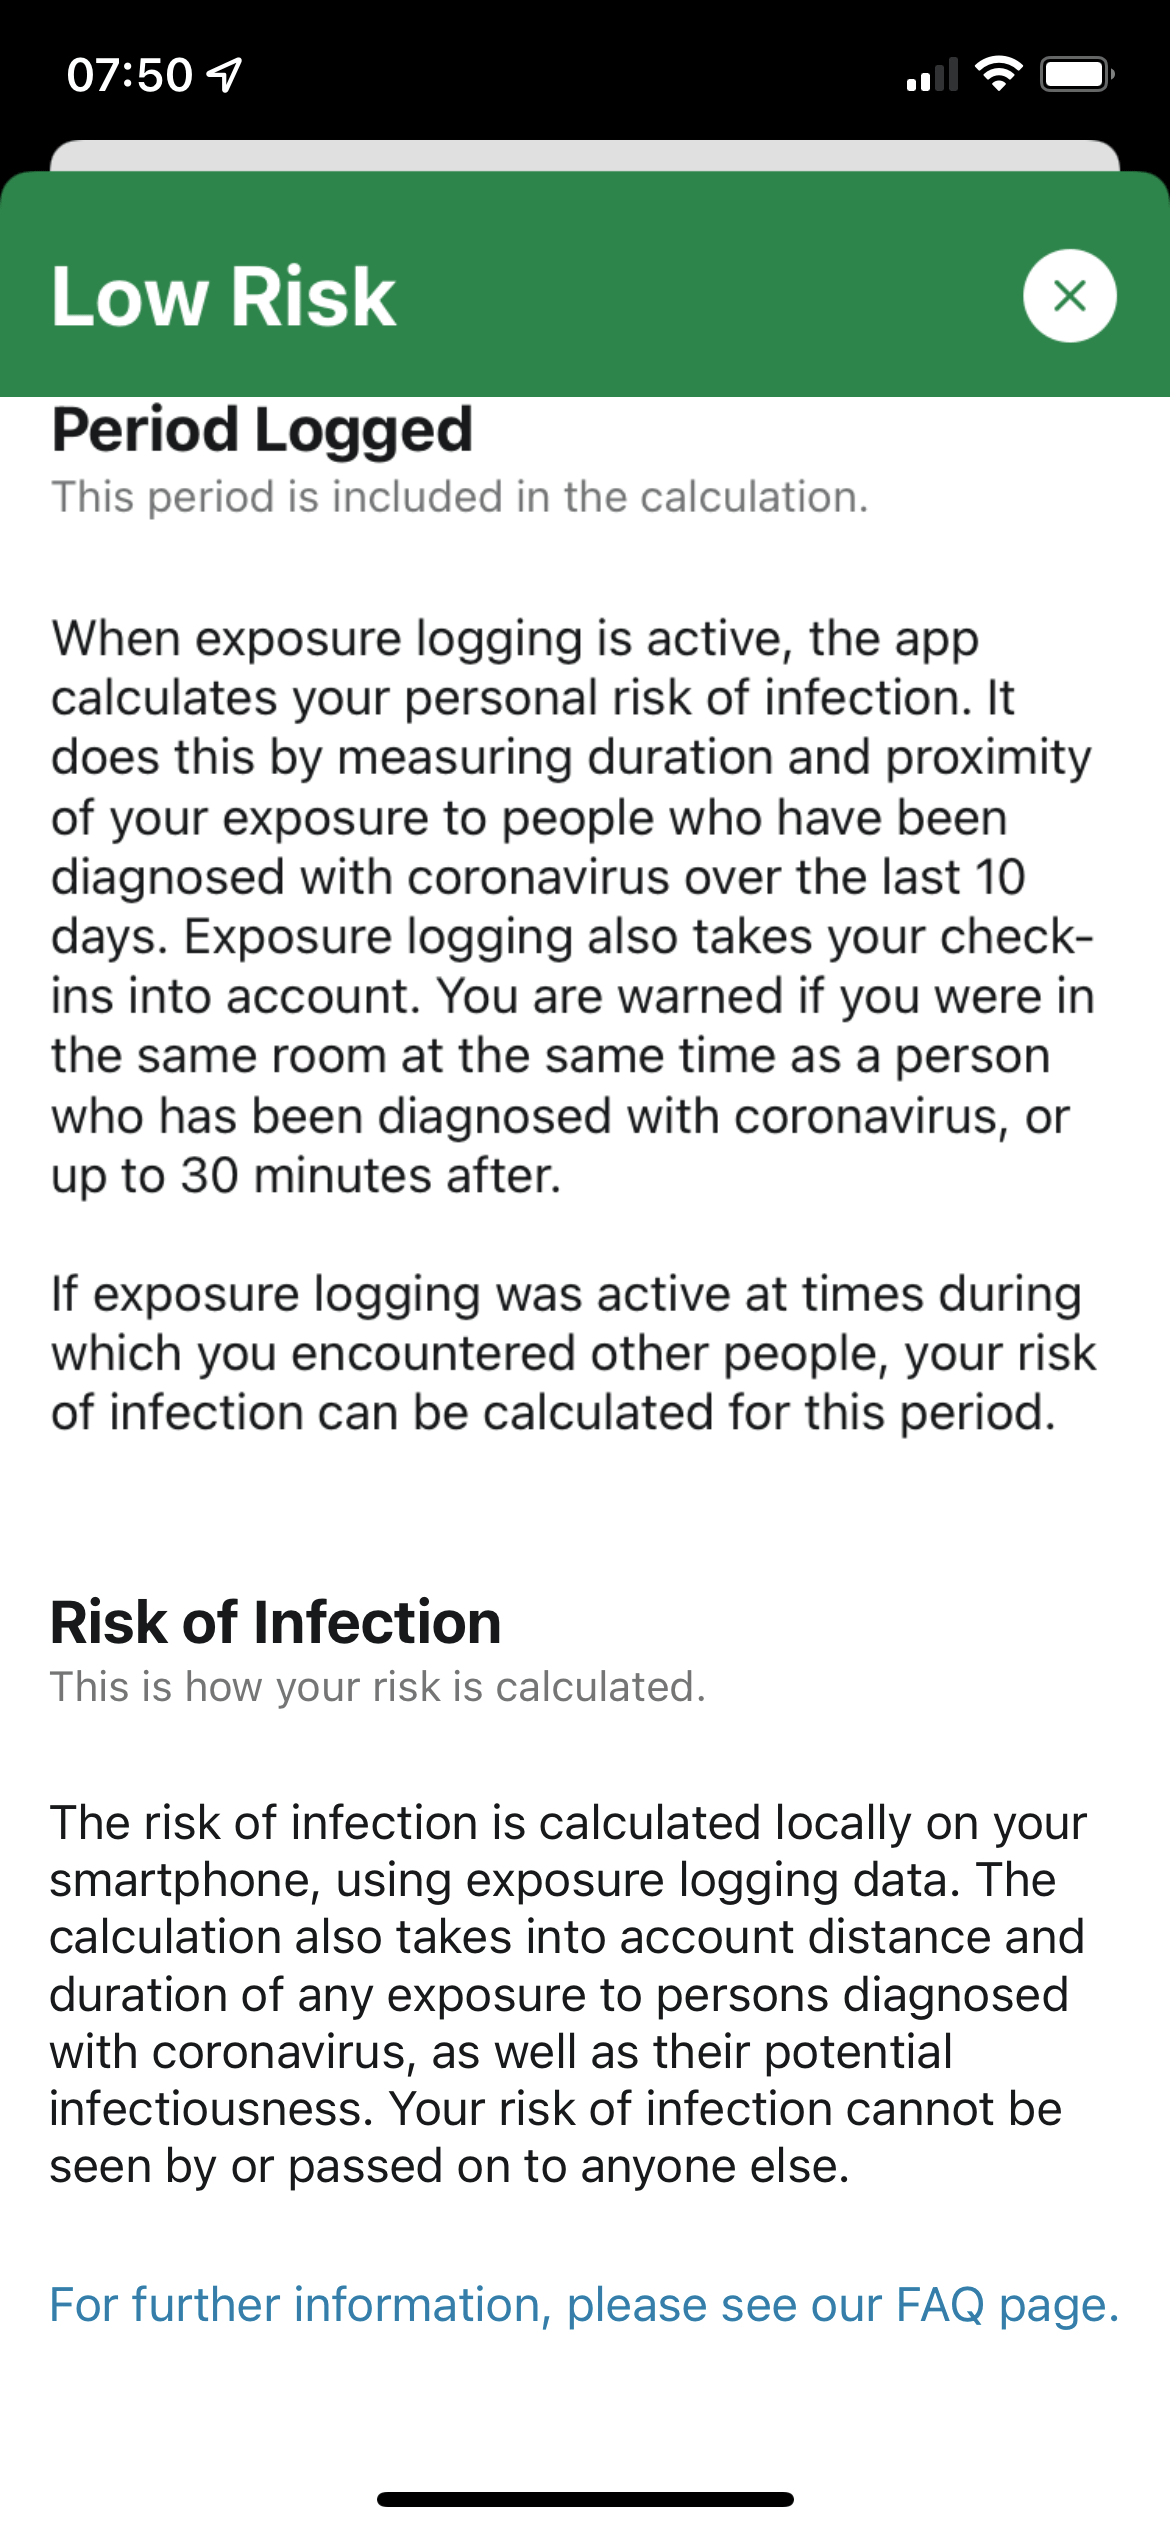 07:50
Low Risk
Period Logged
This period is included in the calculation.
When exposure logging is active, the app
calculates your personal risk of infection. It
does this by measuring duration and proximity
of your exposure to people who have been
diagnosed with coronavirus over the last 10
days. Exposure logging also takes your check-
ins into account. You are warned if you were in
the same room at the same time as a person
who has been diagnosed with coronavirus, or
up to 30 minutes after.
If exposure logging was active at times during
which you encountered other people, your risk
of infection can be calculated for this period.
Risk of Infection
This is how your risk is calculated.
The risk of infection is calculated locally on your
smartphone, using exposure logging data. The
calculation also takes into account distance and
duration of any exposure to persons diagnosed
with coronavirus, as well as their potential
infectiousness. Your risk of infection cannot be
seen by or passed on to anyone else.
For further information, please see our FAQ page.